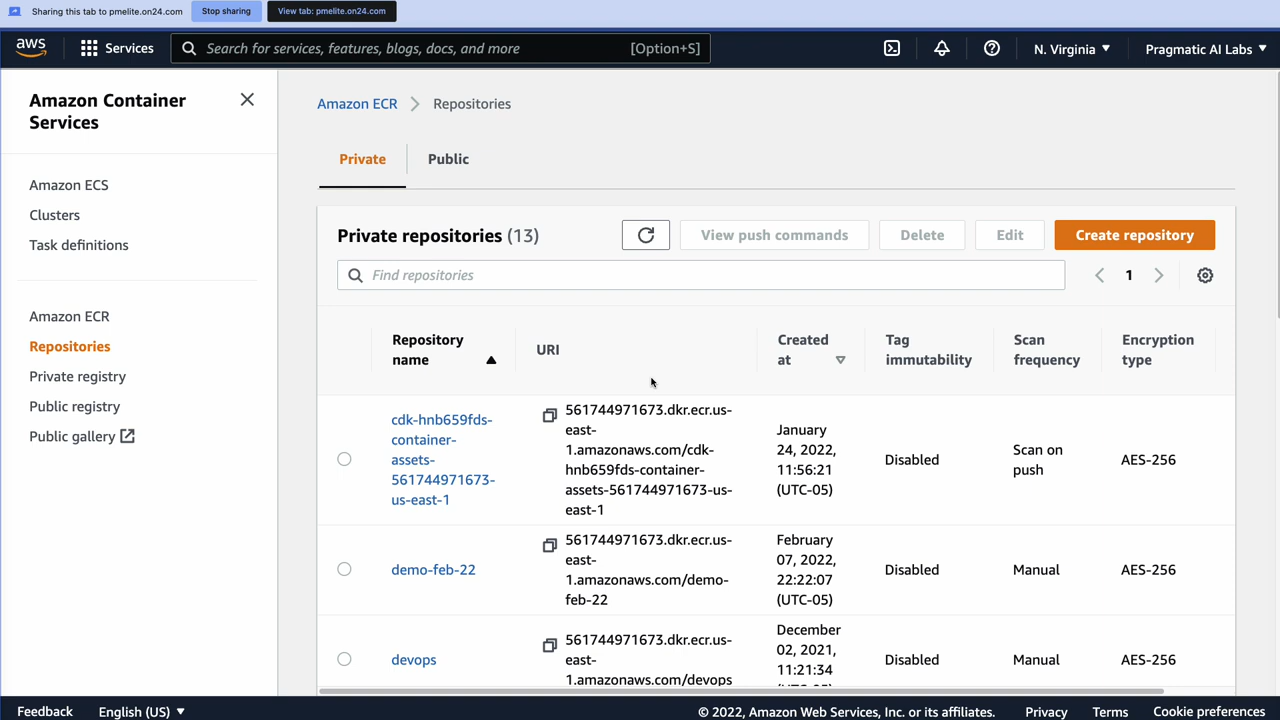 Sharing this tab to pmelite.on24.com
Stop sharing
View tab: pmelite.on24.com
aws
Services
Search for services, features, blogs, docs, and more
[Option+S]
N. Virginia
Pragmatic AI Labs
Amazon Container
Services
Amazon ECS
Clusters
Task definitions
Amazon ECR
Repositories
Private registry
Public registry
Public gallery
Amazon ECR
Repositories
Private
Public
Private repositories (13)
View push commands
Delete
Edit
Create repository
Find repositories
1
Repository
name
URI
Created
at
Tag
immutability
Scan
frequency
Encryption
type
cdk-hnb659fds-
container-
assets-
561744971673-
us-east-1
561744971673.dkr.ecr.us-
east-
1.amazonaws.com/cdk-
hnb659fds-container-
assets-561744971673-us-
east-1
January
24, 2022,
11:56:21
(UTC-05)
Disabled
Scan on
push
AES-256
demo-feb-22
561744971673.dkr.ecr.us-
east-
1.amazonaws.com/demo-
feb-22
February
07, 2022,
22:22:07
(UTC-05)
Disabled
Manual
AES-256
devops
561744971673.dkr.ecr.us-
east-
1.amazonaws.com/devops
December
02, 2021,
11:21:34
Disabled
Manual
AES-256
Feedback
English (US)
© 2022, Amazon Web Services, Inc. or its affiliates.
Privacy
Terms
Cookie preferences